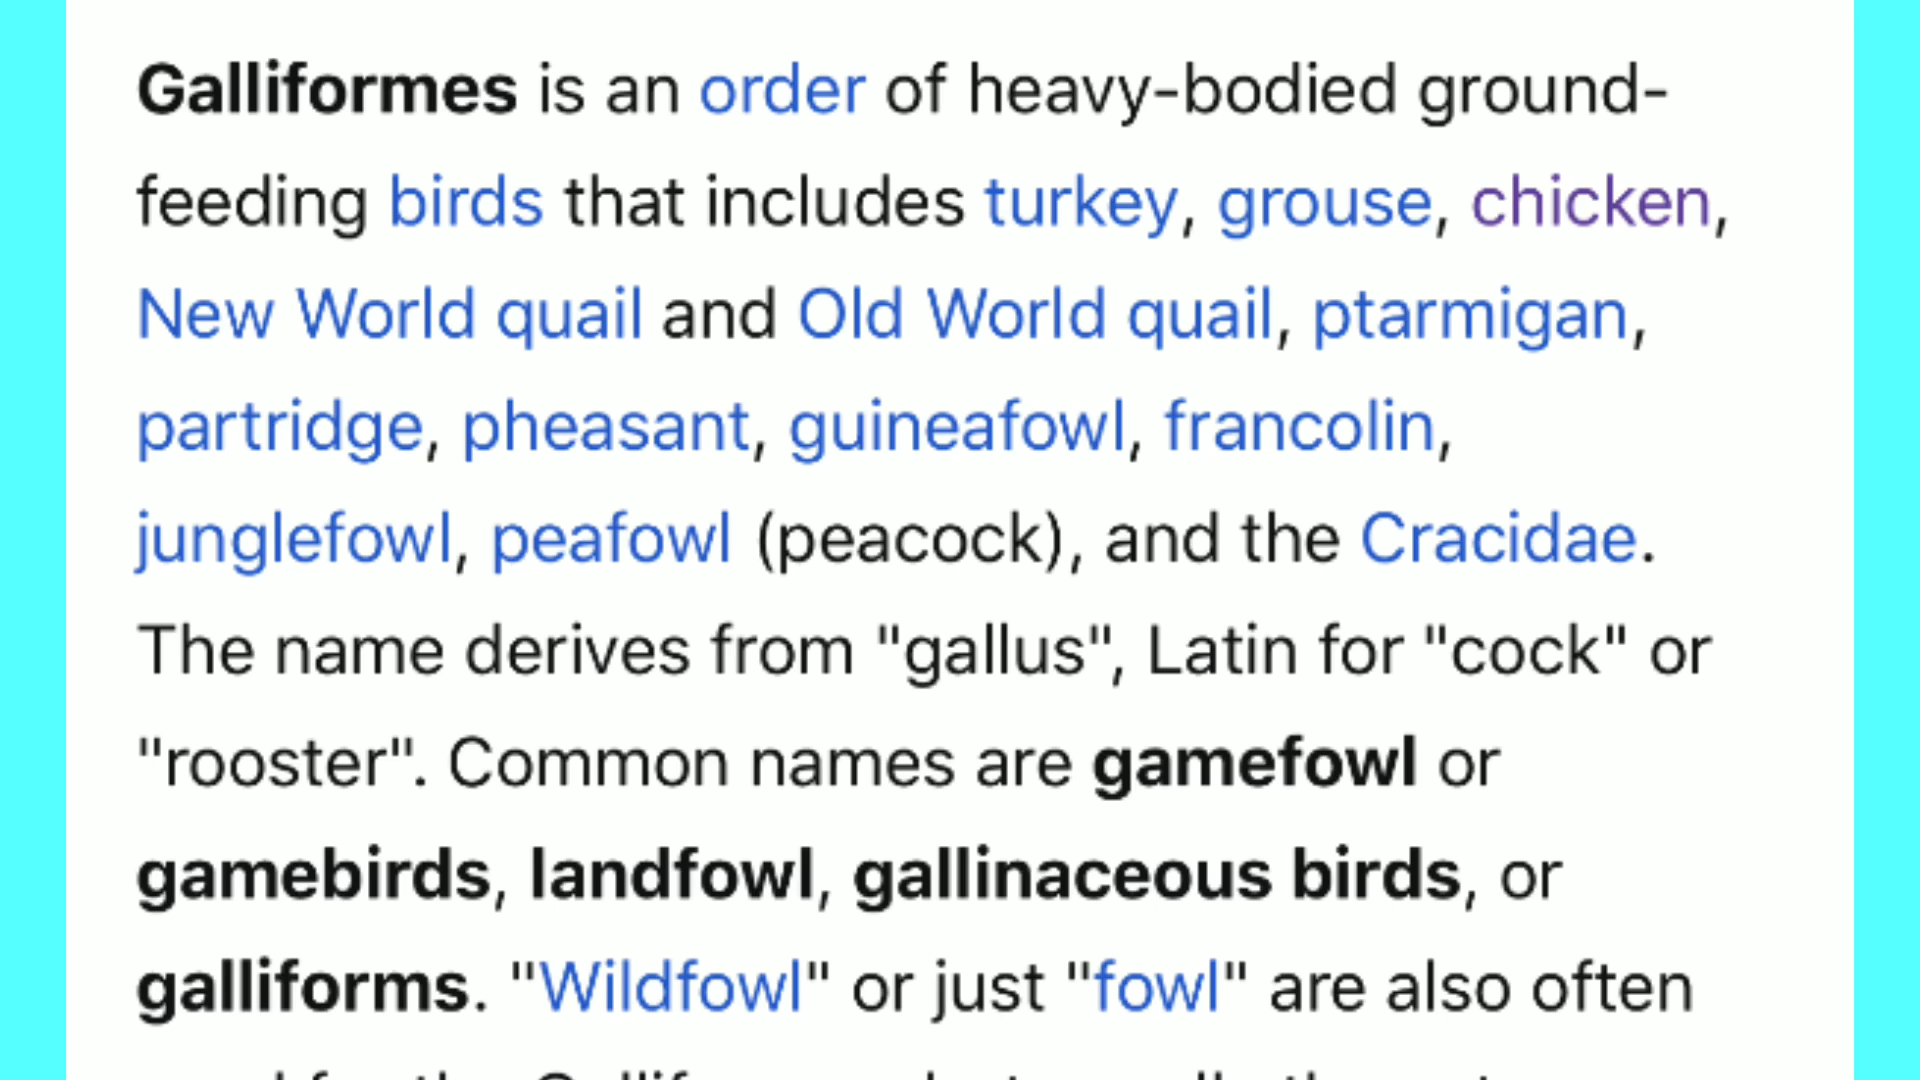 Galliformes is an order of heavy-bodied ground-
feeding birds that includes turkey, grouse, chicken,
New World quail and Old World quail, ptarmigan,
partridge, pheasant, guineafowl, francolin,
junglefowl, peafowl (peacock), and the Cracidae.
The name derives from "gallus", Latin for "cock" or
"rooster". Common names are gamefowl or
gamebirds, landfowl, gallinaceous birds, or
galliforms. "Wildfowl" or just "fowl" are also often